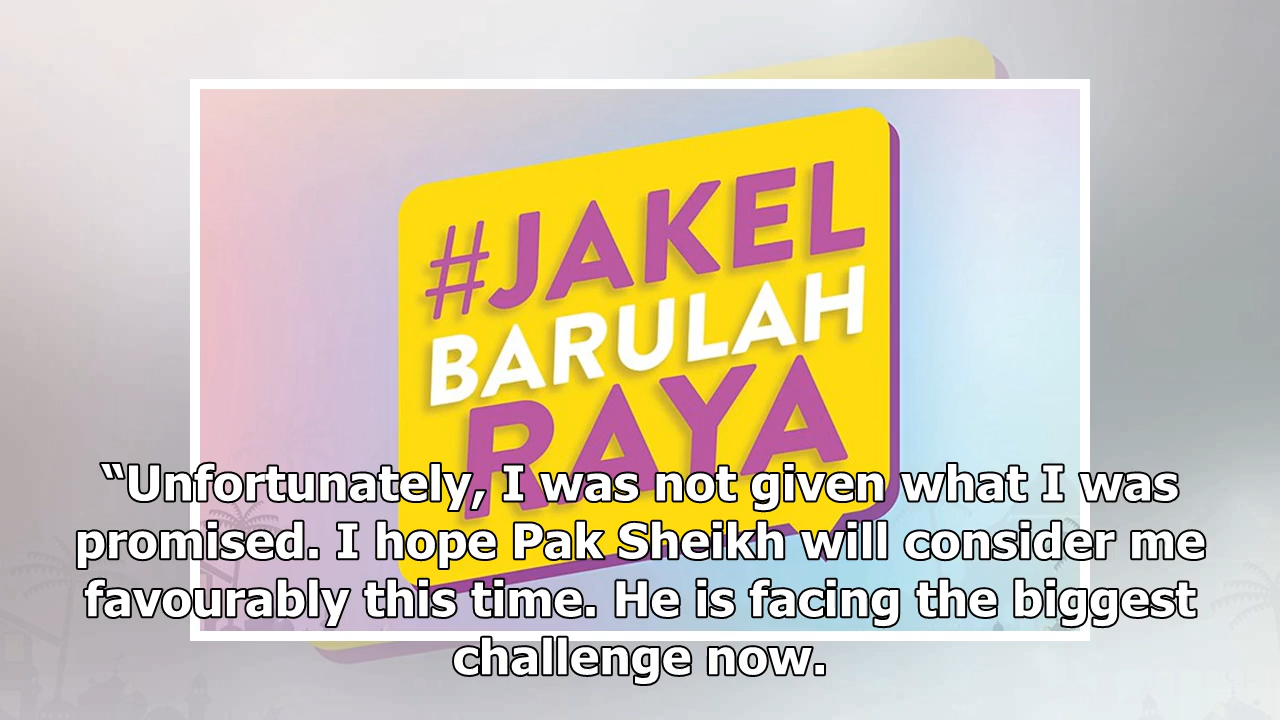 #JAKEL
BARULAH
RAYA
“Unfortunately, I was not given what I was
promised. I hope Pak Sheikh will consider me
favourably this time. He is facing the biggest
challenge now.